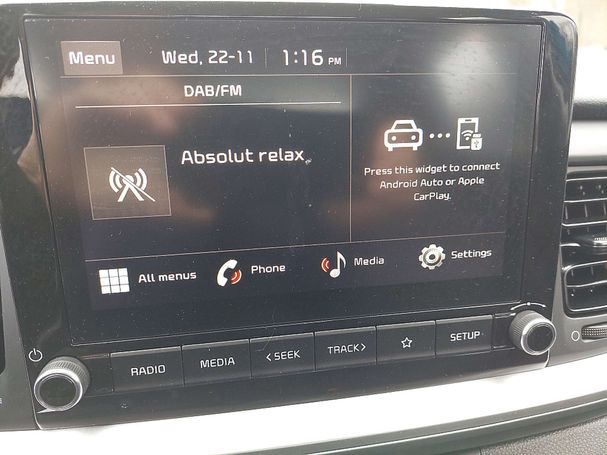 Menu
Wed, 22-11
1:16 PM
DAB/FM
Absolut relax
Press this widget to connect
Android Auto or Apple
CarPlay.
All menus
Phone
Media
Settings
RADIO
MEDIA
<SEEK
TRACK>
SETUP